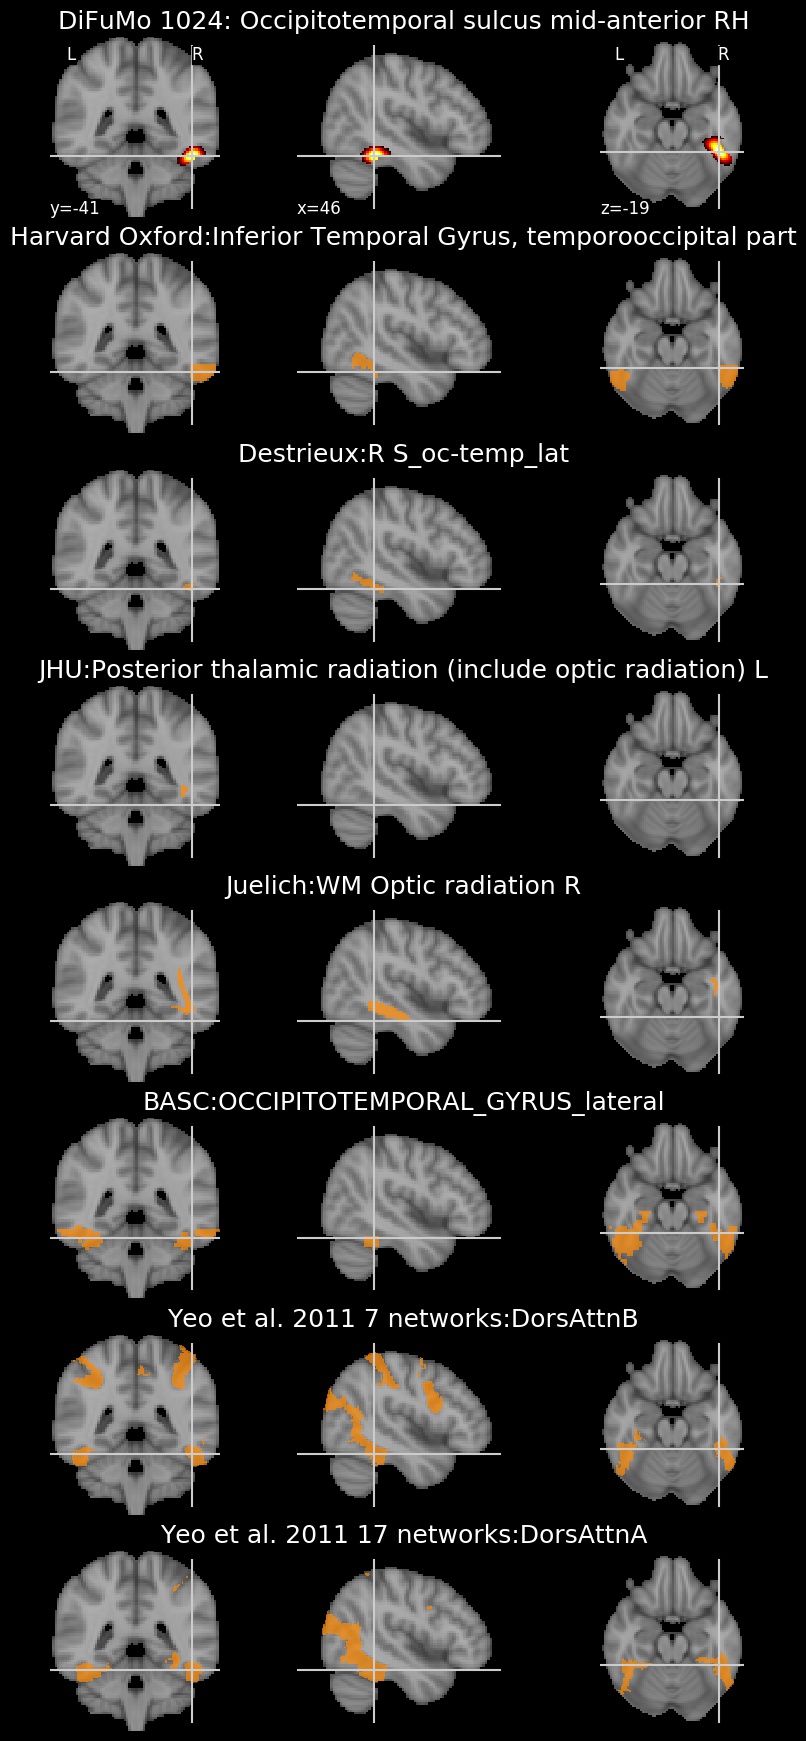 DiFuMo 1024: Occipitotemporal sulcus mid-anterior RH
L R L R
y=-41 x=46 z=-19
Harvard Oxford:Inferior Temporal Gyrus, temporooccipital part
Destrieux:R S_oc-temp_lat
JHU:Posterior thalamic radiation (include optic radiation) L
Juelich:WM Optic radiation R
BASC:OCCIPITOTEMPORAL_GYRUS_lateral
Yeo et al. 2011 7 networks:DorsAttnB
Yeo et al. 2011 17 networks:DorsAttnA